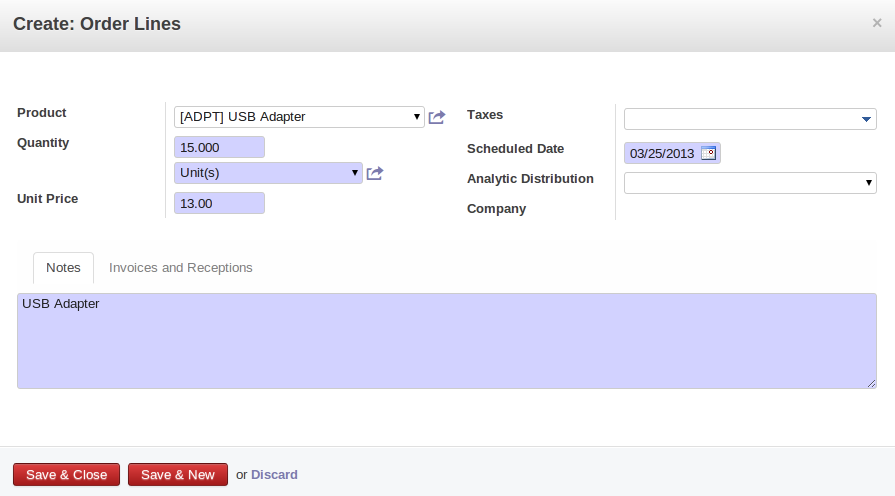 Create: Order Lines ×
Product [ADPT] USB Adapter
Quantity 15.000
Unit(s)
Unit Price 13.00
Taxes
Scheduled Date 03/25/2013
Analytic Distribution
Company
Notes Invoices and Receptions
USB Adapter
Save & Close Save & New or Discard